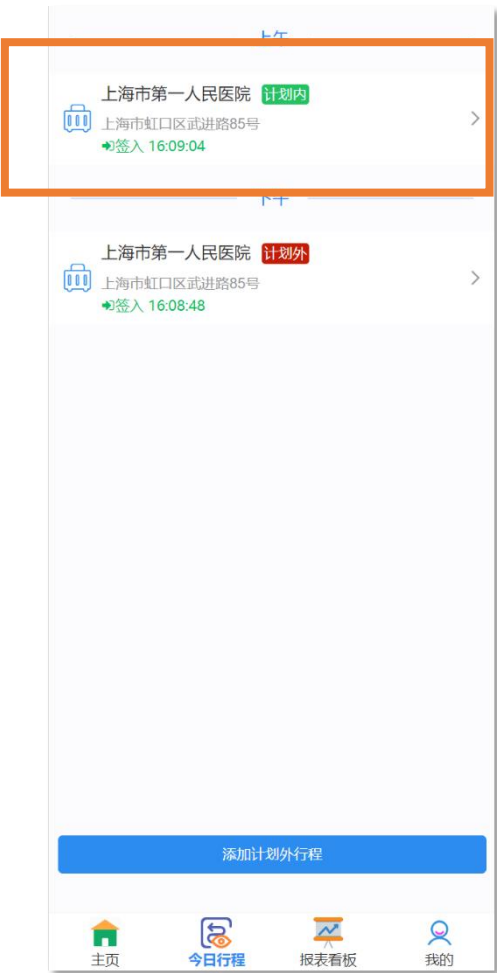 上午
上海市第一人民医院 计划内
上海市虹口区武进路85号
签入 16:09:04
下午
上海市第一人民医院 计划外
上海市虹口区武进路85号
签入 16:08:48
添加计划外行程
主页 今日行程 报表看板 我的